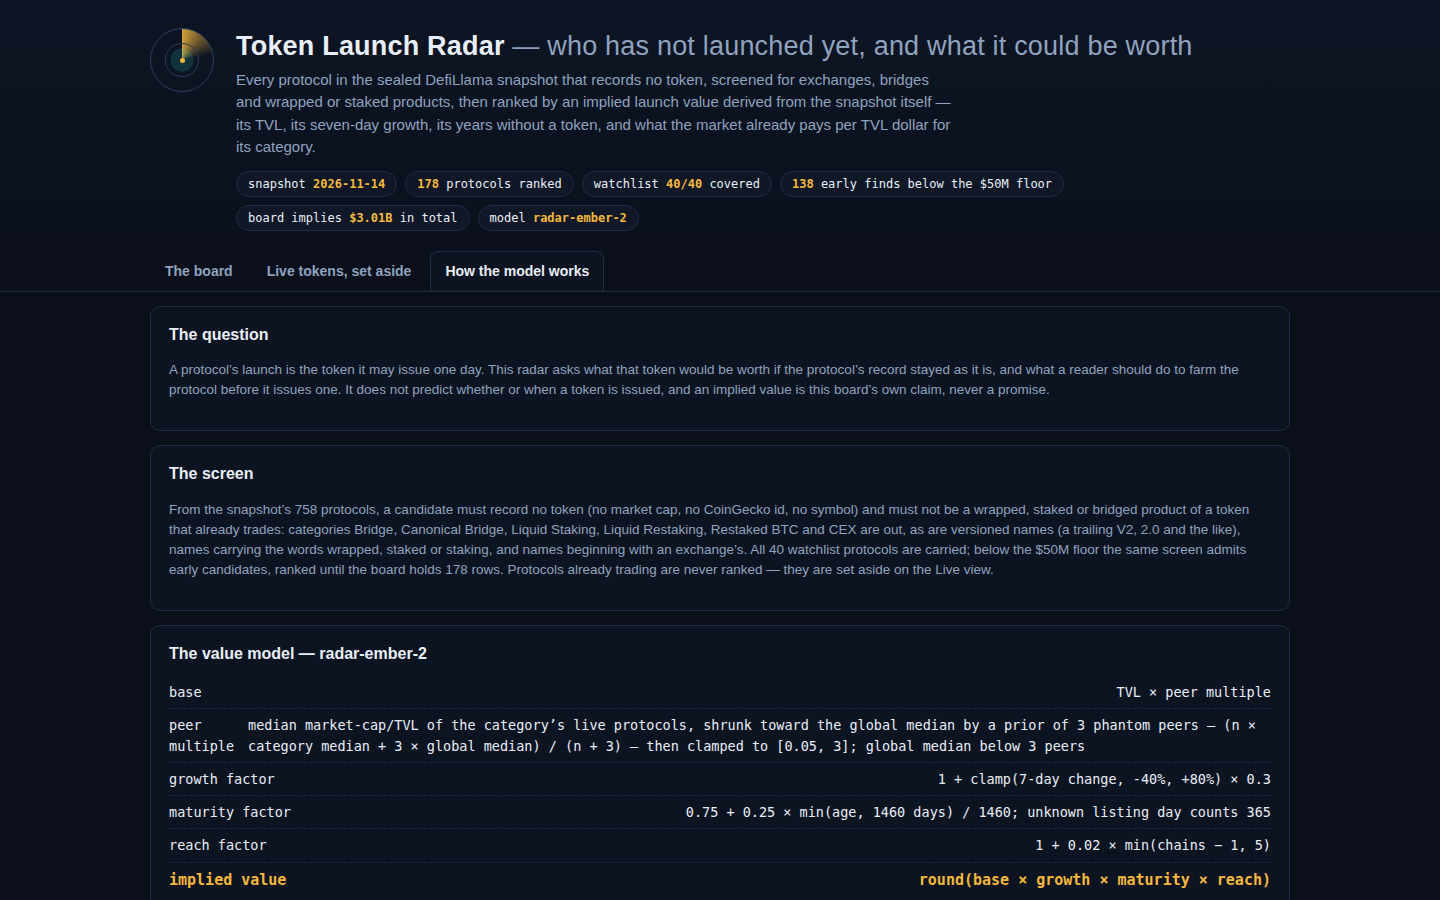 Token Launch Radar — who has not launched yet, and what it could be worth
Every protocol in the sealed DefiLlama snapshot that records no token, screened for exchanges, bridges
and wrapped or staked products, then ranked by an implied launch value derived from the snapshot itself —
its TVL, its seven-day growth, its years without a token, and what the market already pays per TVL dollar for
its category.
snapshot 2026-11-14 178 protocols ranked watchlist 40/40 covered 138 early finds below the $50M floor
board implies $3.01B in total model radar-ember-2
The board Live tokens, set aside How the model works
The question
A protocol’s launch is the token it may issue one day. This radar asks what that token would be worth if the protocol’s record stayed as it is, and what a reader should do to farm the
protocol before it issues one. It does not predict whether or when a token is issued, and an implied value is this board’s own claim, never a promise.
The screen
From the snapshot’s 758 protocols, a candidate must record no token (no market cap, no CoinGecko id, no symbol) and must not be a wrapped, staked or bridged product of a token
that already trades: categories Bridge, Canonical Bridge, Liquid Staking, Liquid Restaking, Restaked BTC and CEX are out, as are versioned names (a trailing V2, 2.0 and the like),
names carrying the words wrapped, staked or staking, and names beginning with an exchange’s. All 40 watchlist protocols are carried; below the $50M floor the same screen admits
early candidates, ranked until the board holds 178 rows. Protocols already trading are never ranked — they are set aside on the Live view.
The value model — radar-ember-2
base TVL × peer multiple
peer multiple median market-cap/TVL of the category’s live protocols, shrunk toward the global median by a prior of 3 phantom peers — (n ×
category median + 3 × global median) / (n + 3) — then clamped to [0.05, 3]; global median below 3 peers
growth factor 1 + clamp(7-day change, -40%, +80%) × 0.3
maturity factor 0.75 + 0.25 × min(age, 1460 days) / 1460; unknown listing day counts 365
reach factor 1 + 0.02 × min(chains − 1, 5)
implied value round(base × growth × maturity × reach)